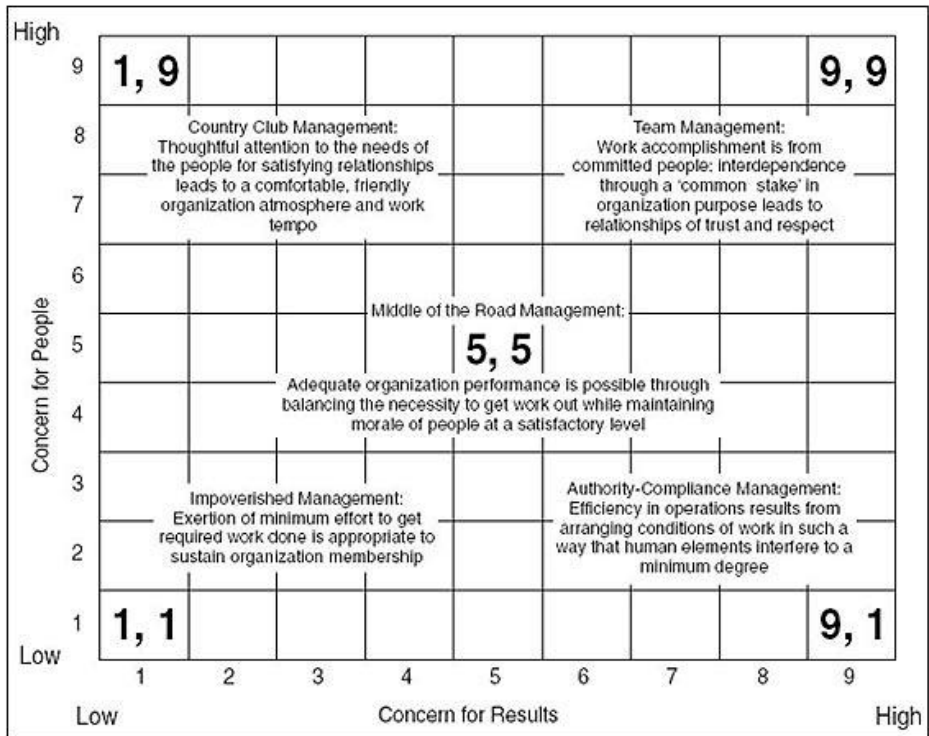 High
9
1, 9
9, 9
8
Country Club Management:
Thoughtful attention to the needs of
the people for satisfying relationships
leads to a comfortable, friendly
organization atmosphere and work
tempo
Team Management:
Work accomplishment is from
committed people: interdependence
through a 'common stake' in
organization purpose leads to
relationships of trust and respect
7
6
Concern for People
Middle of the Road Management:
5
5, 5
Adequate organization performance is possible through
balancing the necessity to get work out while maintaining
morale of people at a satisfactory level
4
3
Impoverished Management:
Exertion of minimum effort to get
required work done is appropriate to
sustain organization membership
Authority-Compliance Management:
Efficiency in operations results from
arranging conditions of work in such a
way that human elements interfere to a
minimum degree
2
1
1, 1
9, 1
Low
1 2 3 4 5 6 7 8 9
Low
Concern for Results
High